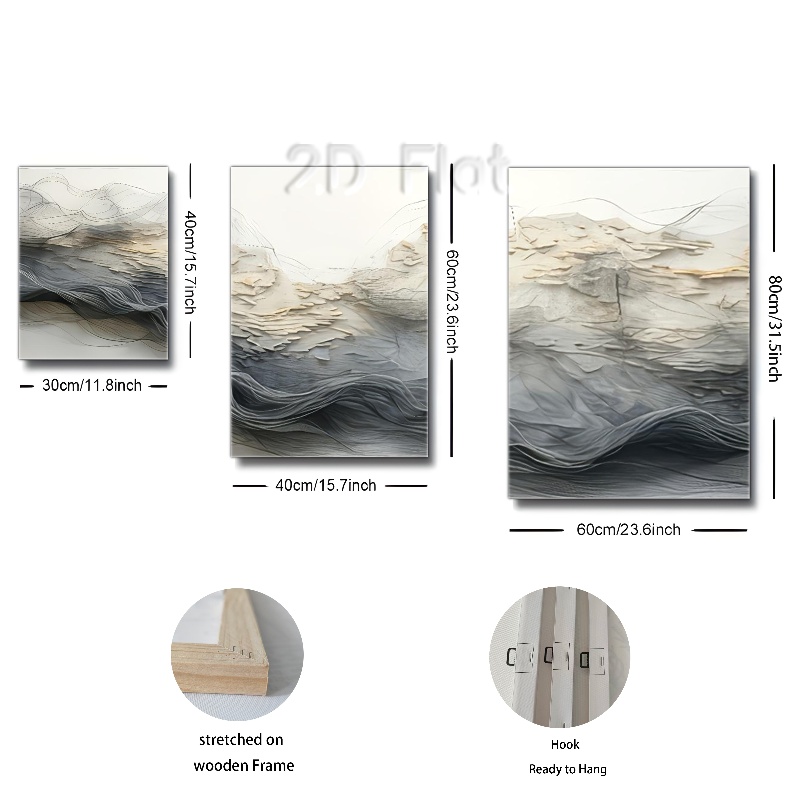 2D Flat
40cm/15.7inch
30cm/11.8inch
60cm/23.6inch
40cm/15.7inch
80cm/31.5inch
60cm/23.6inch
stretched on
wooden Frame
Hook
Ready to Hang